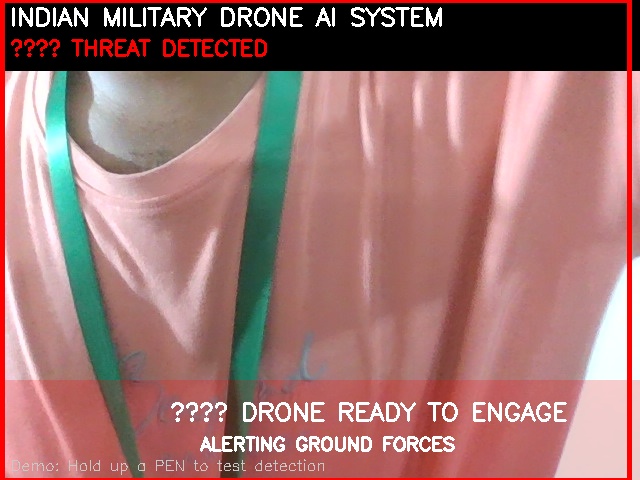 INDIAN MILITARY DRONE AI SYSTEM
???? THREAT DETECTED
???? DRONE READY TO ENGAGE
ALERTING GROUND FORCES
Demo: Hold up a PEN to test detection